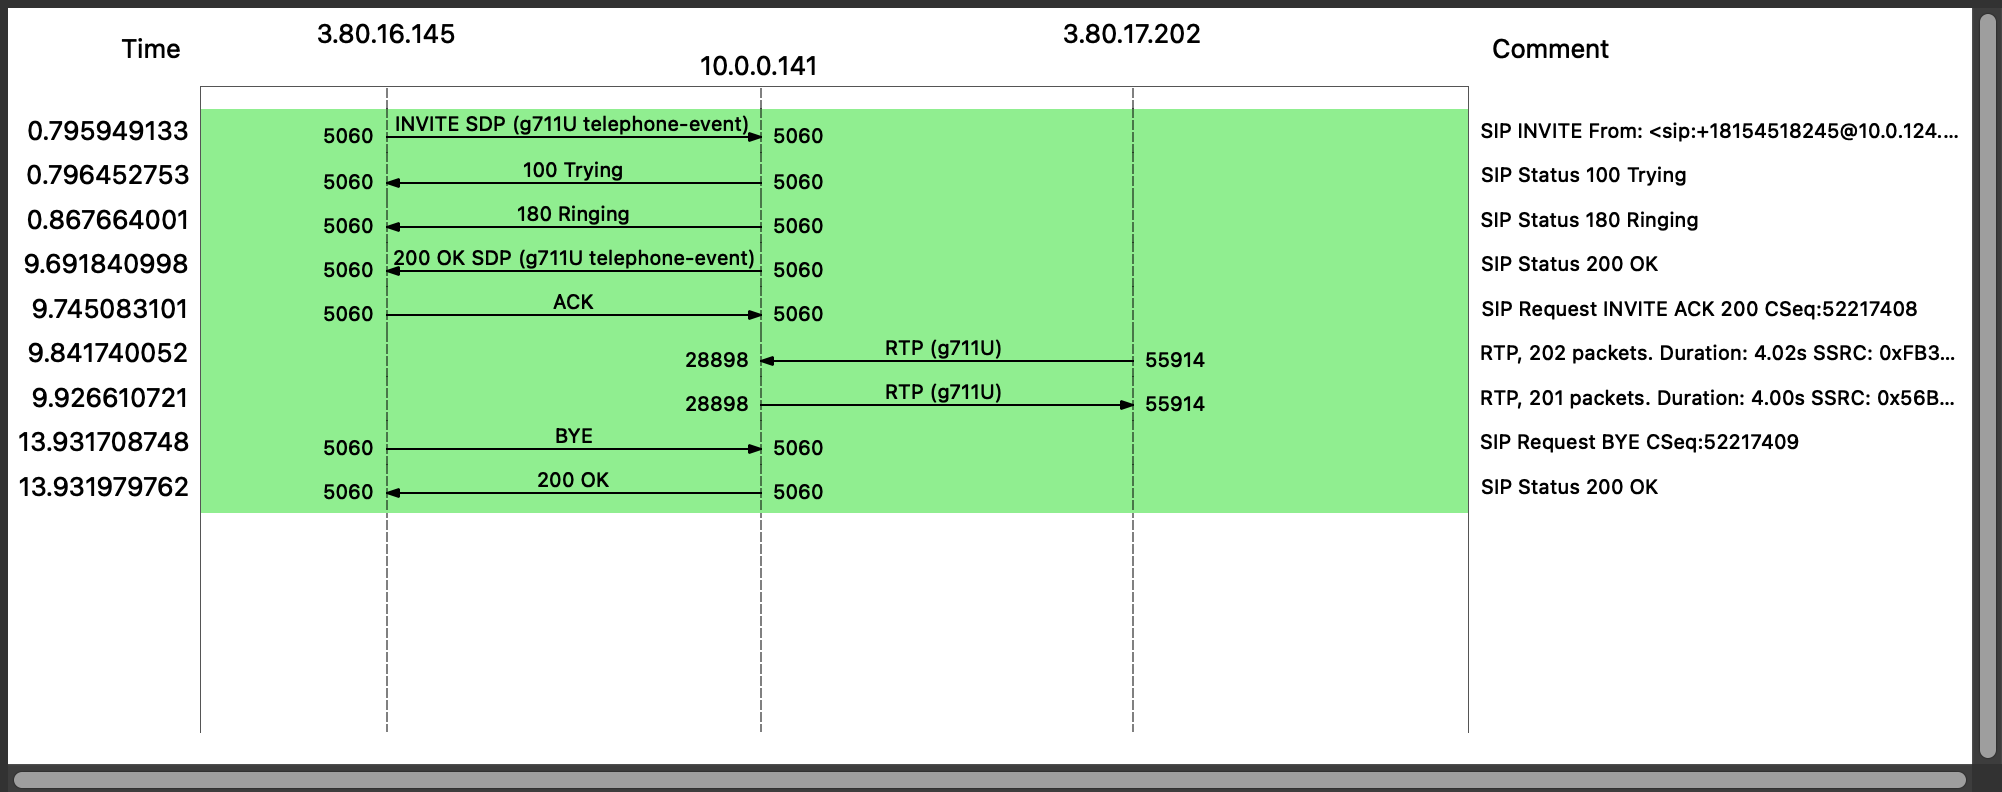 3.80.16.145 3.80.17.202
Time Comment
10.0.0.141
0.795949133 5060 INVITE SDP (g711U telephone-event) 5060 SIP INVITE From: <sip:+18154518245@10.0.124....
0.796452753 5060 100 Trying 5060 SIP Status 100 Trying
0.867664001 5060 180 Ringing 5060 SIP Status 180 Ringing
9.691840998 5060 200 OK SDP (g711U telephone-event) 5060 SIP Status 200 OK
9.745083101 5060 ACK 5060 SIP Request INVITE ACK 200 CSeq:52217408
9.841740052 28898 RTP (g711U) 55914 RTP, 202 packets. Duration: 4.02s SSRC: 0xFB3...
9.926610721 28898 RTP (g711U) 55914 RTP, 201 packets. Duration: 4.00s SSRC: 0x56B...
13.931708748 5060 BYE 5060 SIP Request BYE CSeq:52217409
13.931979762 5060 200 OK 5060 SIP Status 200 OK